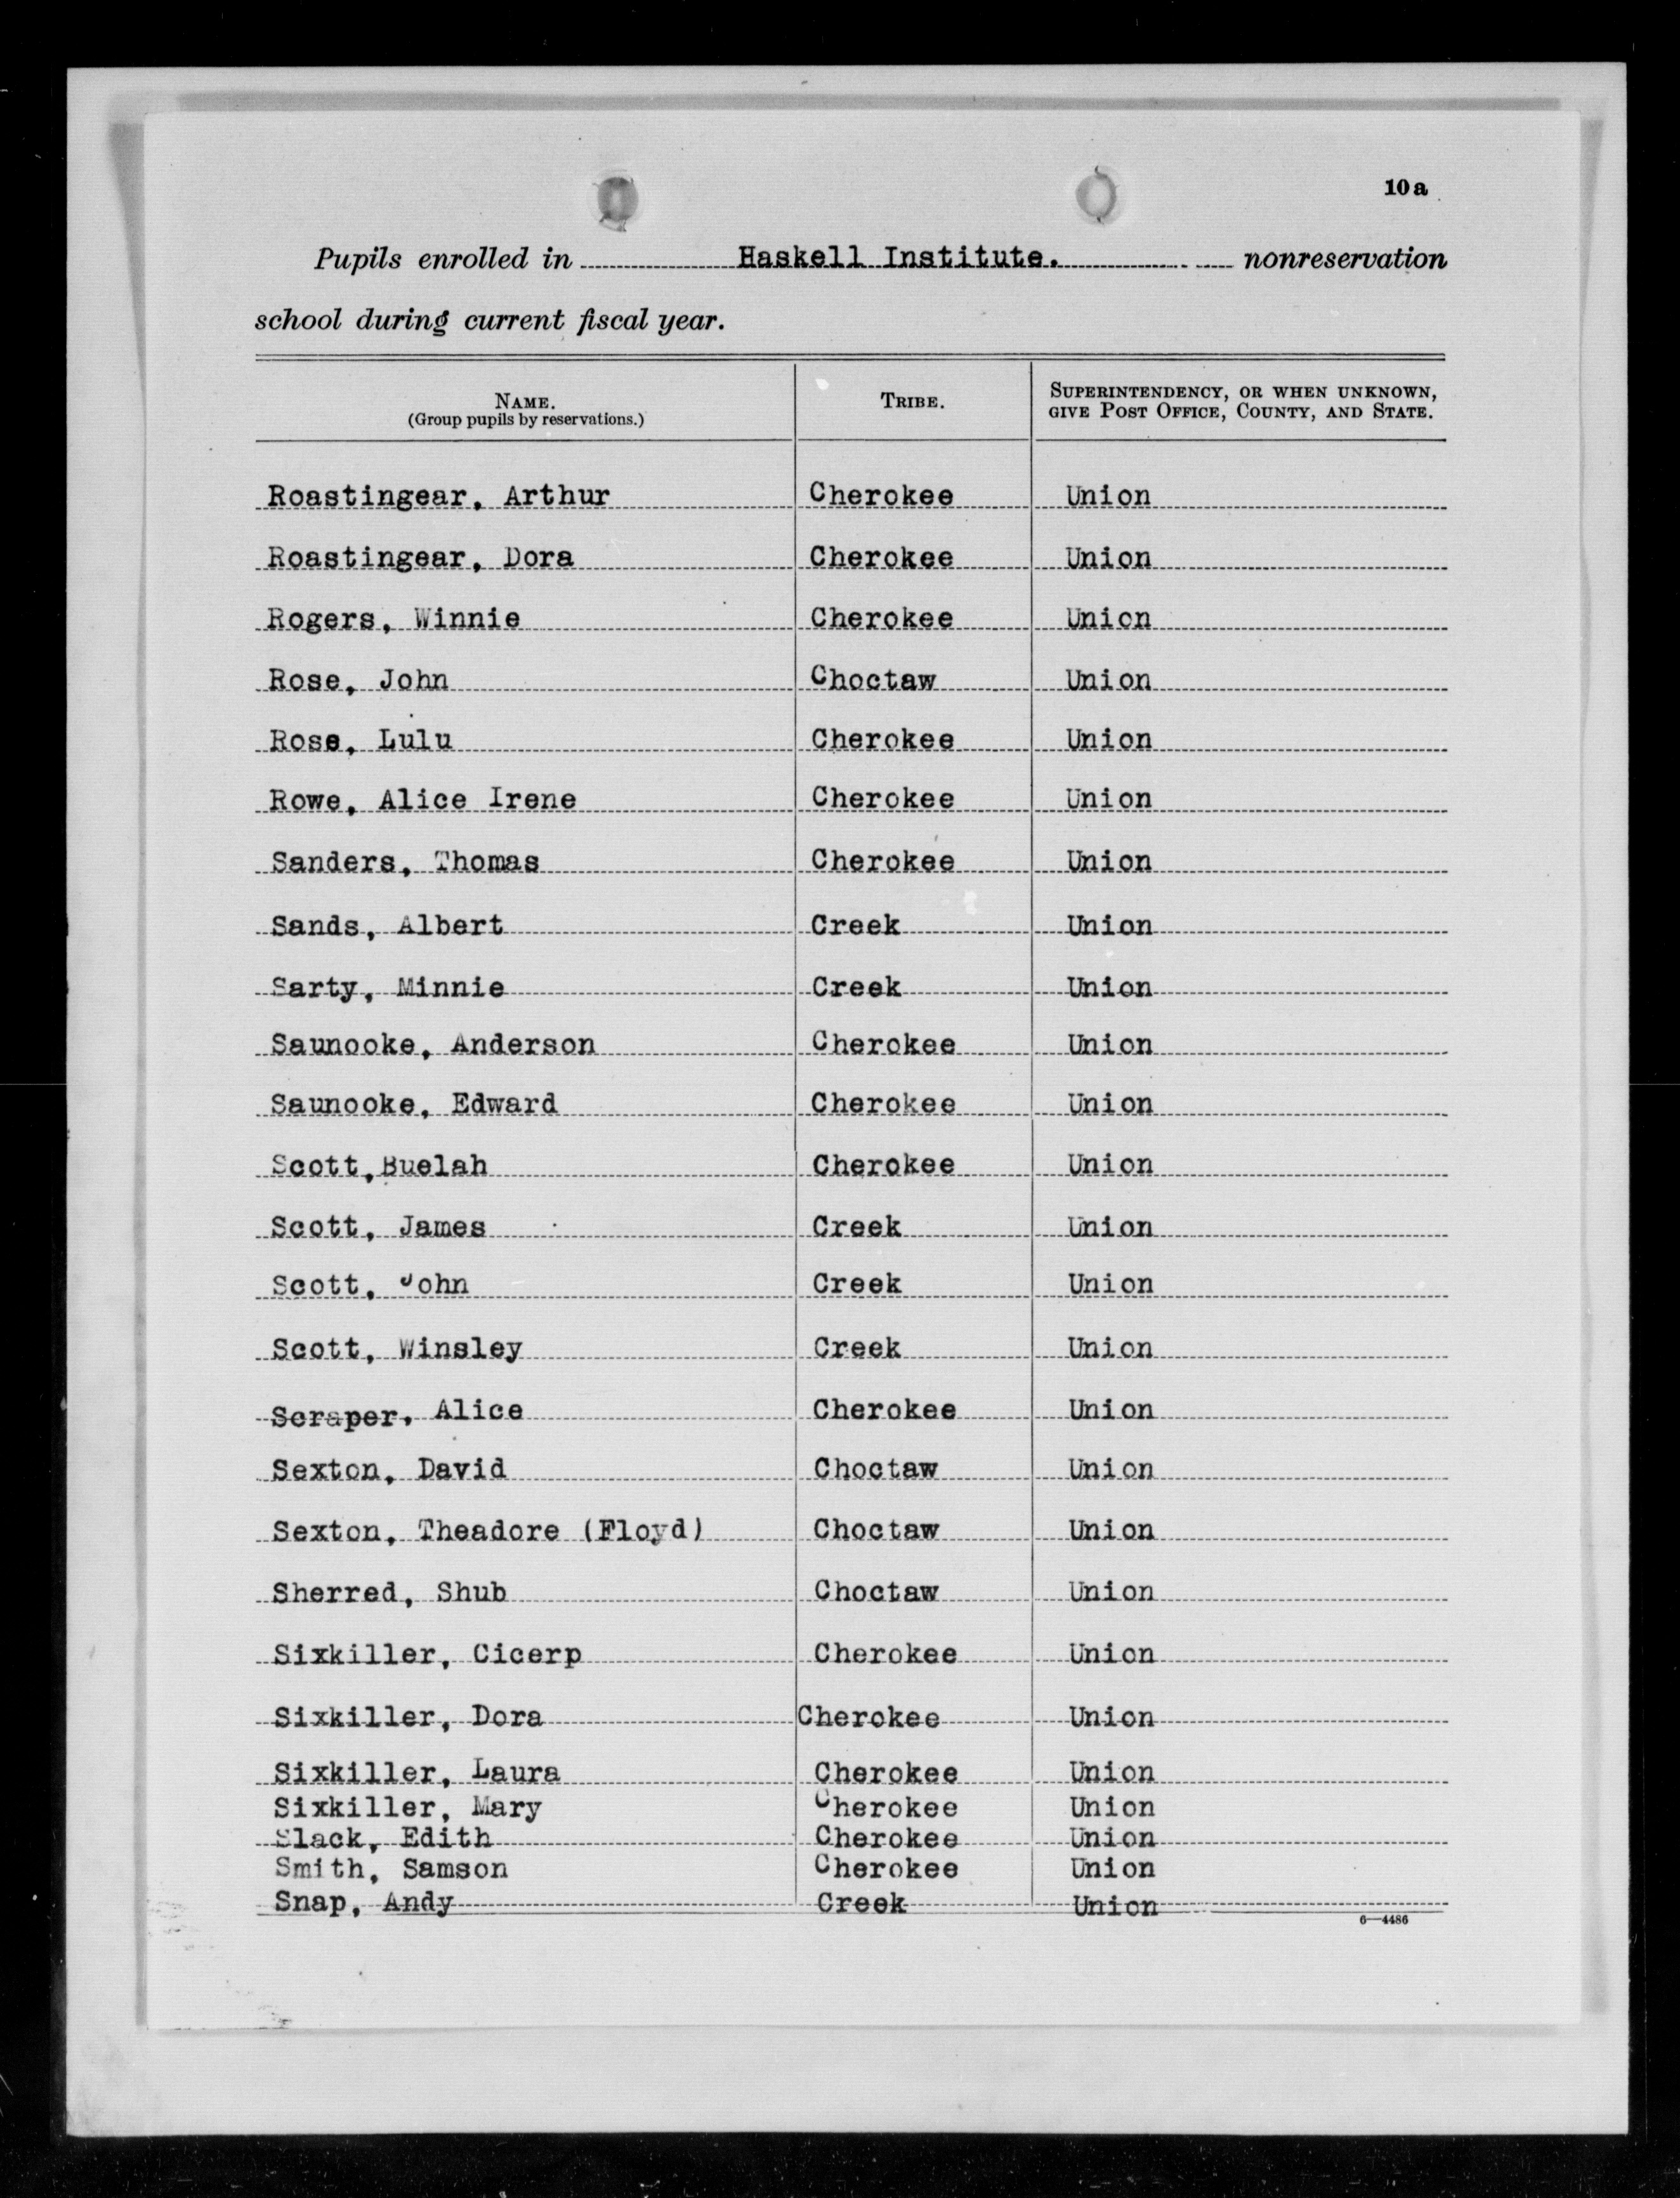 10a
Pupils enrolled in Haskell Institute. nonreservation
school during current fiscal year.
NAME. TRIBE. SUPERINTENDENCY, OR WHEN UNKNOWN,
(Group pupils by reservations.) GIVE POST OFFICE, COUNTY, AND STATE.
Roastingear, Arthur Cherokee Union
Roastingear, Dora Cherokee Union
Rogers, Winnie Cherokee Union
Rose, John Choctaw Union
Rose, Lulu Cherokee Union
Rowe, Alice Irene Cherokee Union
Sanders, Thomas Cherokee Union
Sands, Albert Creek Union
Sarty, Minnie Creek Union
Saunooke, Anderson Cherokee Union
Saunooke, Edward Cherokee Union
Scott,Buelah Cherokee Union
Scott, James Creek Union
Scott, John Creek Union
Scott, Winsley Creek Union
Scraper, Alice Cherokee Union
Sexton, David Choctaw Union
Sexton, Theadore (Floyd) Choctaw Union
Sherred, Shub Choctaw Union
Sixkiller, Cicerp Cherokee Union
Sixkiller, Dora Cherokee Union
Sixkiller, Laura Cherokee Union
Sixkiller, Mary Cherokee Union
Slack, Edith Cherokee Union
Smith, Samson Cherokee Union
Snap, Andy Creek Union
6—4486